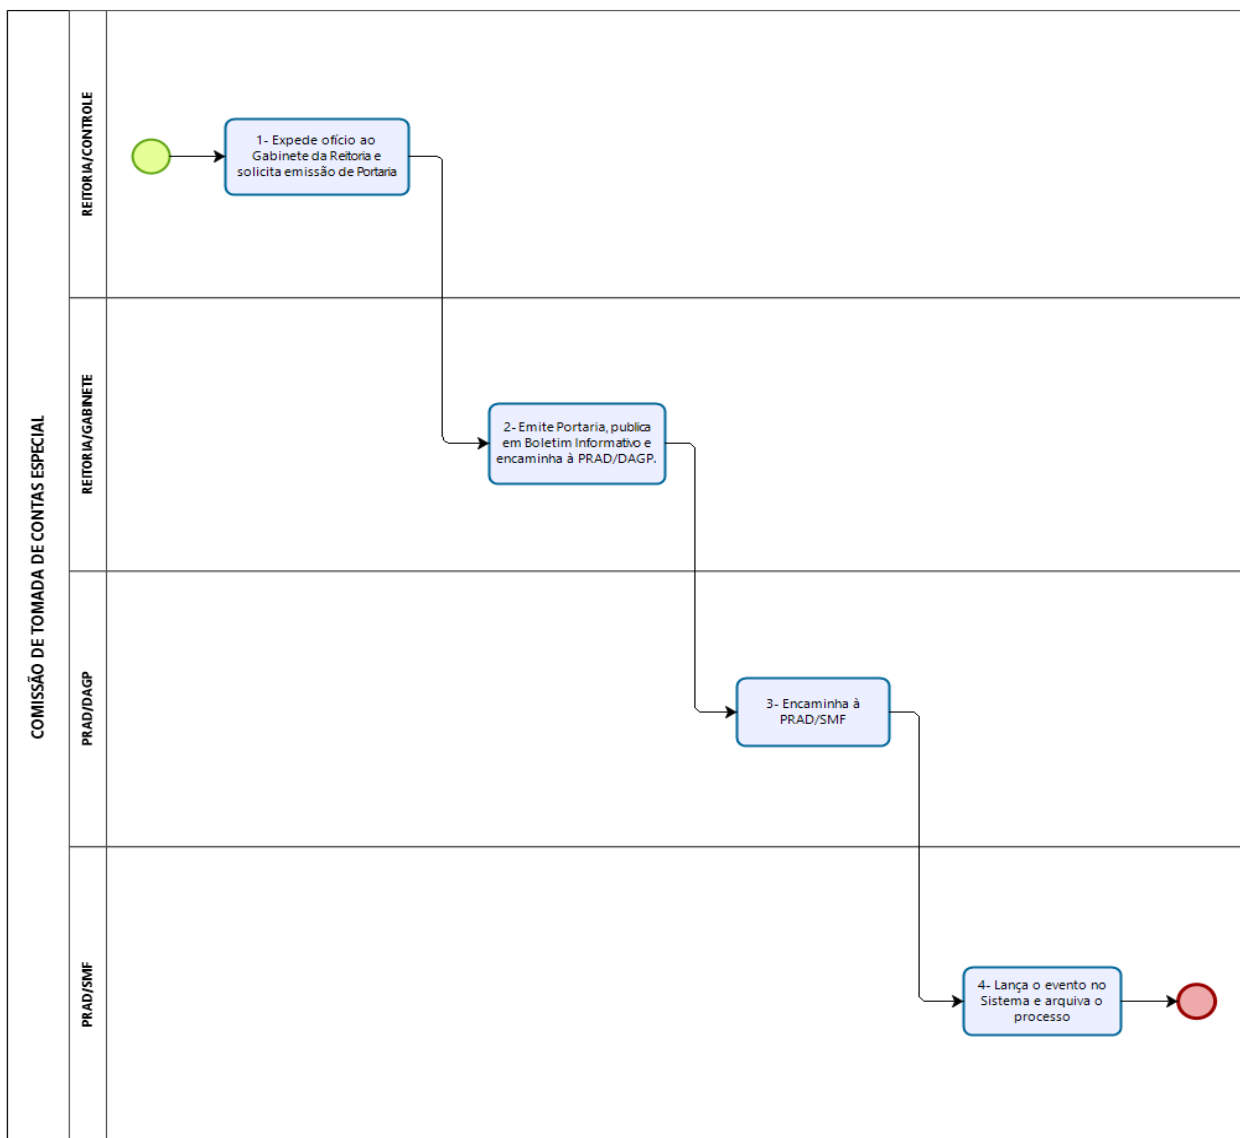 COMISSÃO DE TOMADA DE CONTAS ESPECIAL
REITORIA/CONTROLE
1- Expede ofício ao
Gabinete da Reitoria e
solicita emissão de Portaria
REITORIA/GABINETE
2- Emite Portaria, publica
em Boletim Informativo e
encaminha à PRAD/DAGP.
PRAD/DAGP
3- Encaminha à
PRAD/SMF
PRAD/SMF
4- Lança o evento no
Sistema e arquiva o
processo